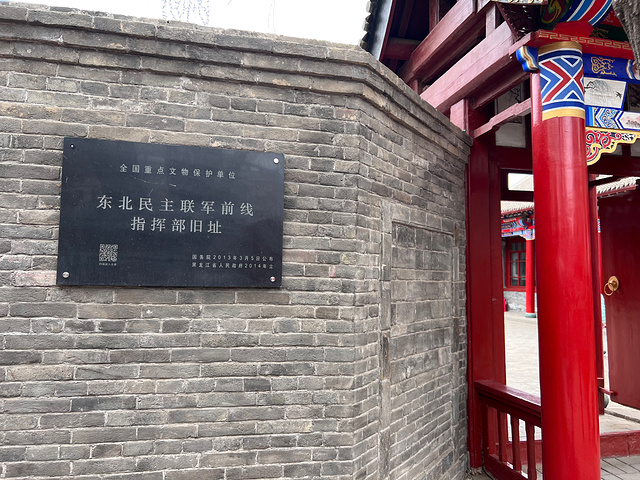 全国重点文物保护单位
东北民主联军前线
指挥部旧址
国务院2013年3月5日公布
黑龙江省人民政府2014年立